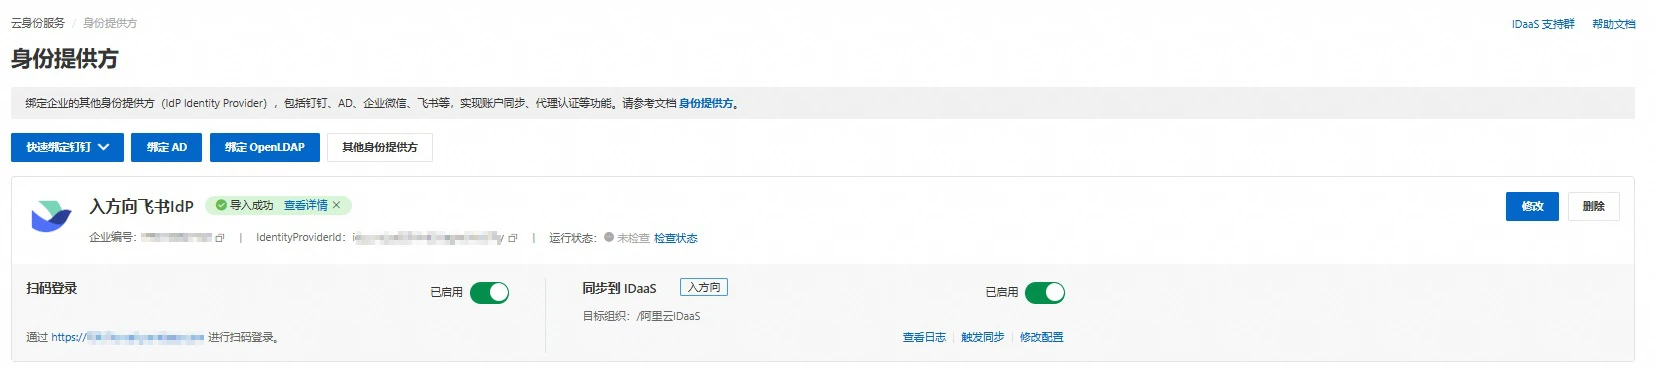 云身份服务 / 身份提供方
IDaaS 支持群 帮助文档
身份提供方
绑定企业的其他身份提供方（IdP Identity Provider），包括钉钉、AD、企业微信、飞书等，实现账户同步、代理认证等功能。请参考文档 身份提供方。
快速绑定钉钉 绑定 AD 绑定 OpenLDAP 其他身份提供方
入方向飞书IdP 导入成功 查看详情 ×
修改 删除
企业编号： | IdentityProviderId： | 运行状态： 未检查 检查状态
扫码登录 已启用
同步到 IDaaS 入方向 已启用
目标组织： /阿里云IDaaS
通过 https:// 进行扫码登录。
查看日志 | 触发同步 | 修改配置